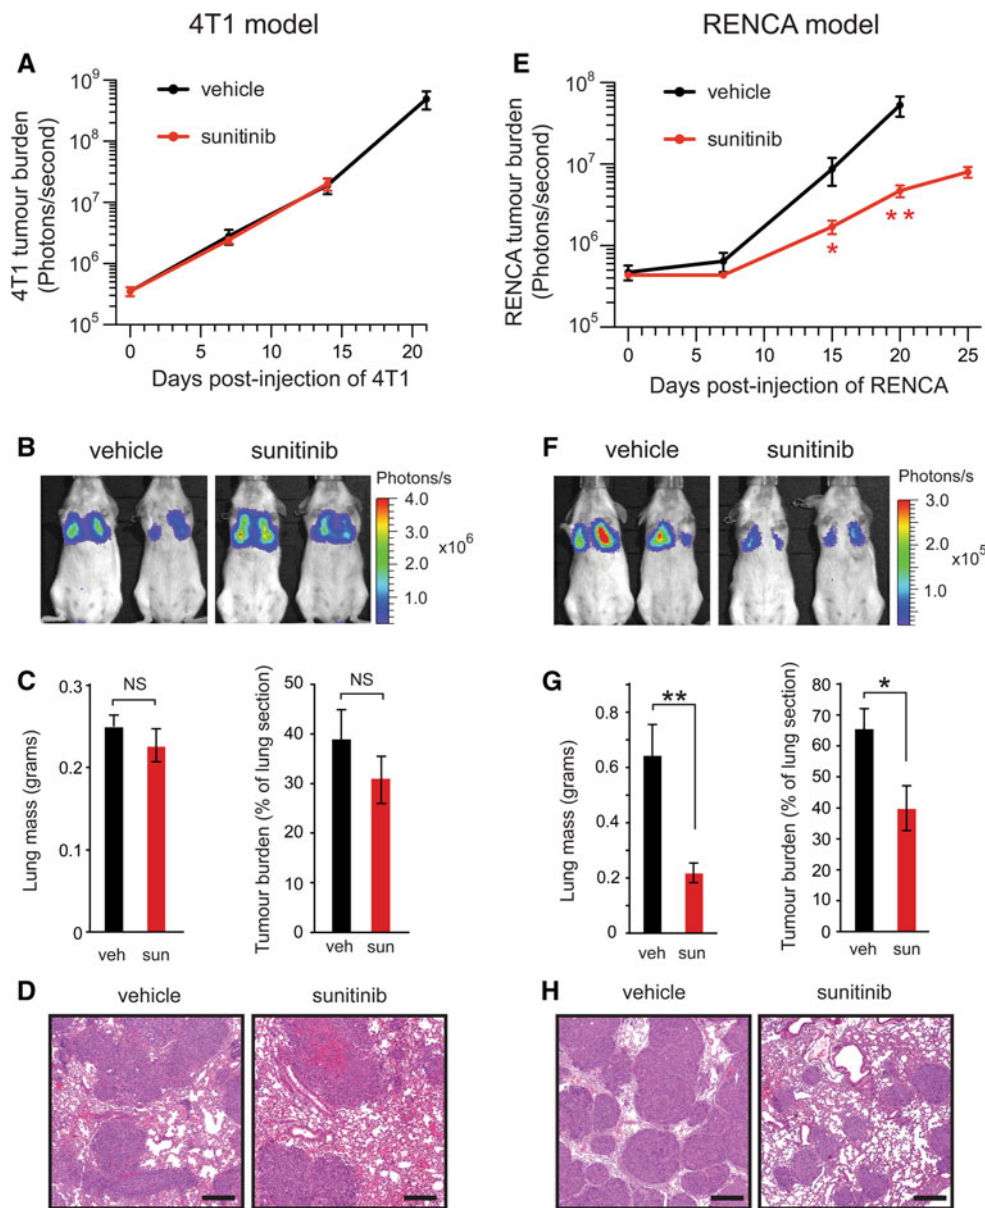 4T1 model
RENCA model
A
10^9
10^8
10^7
10^6
10^5
4T1 tumour burden
(Photons/second)
vehicle
sunitinib
0 5 10 15 20
Days post-injection of 4T1
E
10^8
10^7
10^6
10^5
RENCA tumour burden
(Photons/second)
vehicle
sunitinib
*
**
0 5 10 15 20 25
Days post-injection of RENCA
B
vehicle sunitinib
Photons/s
4.0
3.0
2.0
1.0
x10^6
F
vehicle sunitinib
Photons/s
3.0
2.0
1.0
x10^5
C
Lung mass (grams)
0.3
0.2
0.1
0
NS
veh sun
Tumour burden (% of lung section)
50
40
30
20
10
0
NS
veh sun
G
Lung mass (grams)
0.8
0.6
0.4
0.2
0
**
veh sun
Tumour burden (% of lung section)
80
70
60
50
40
30
20
10
0
*
veh sun
D
vehicle sunitinib
H
vehicle sunitinib